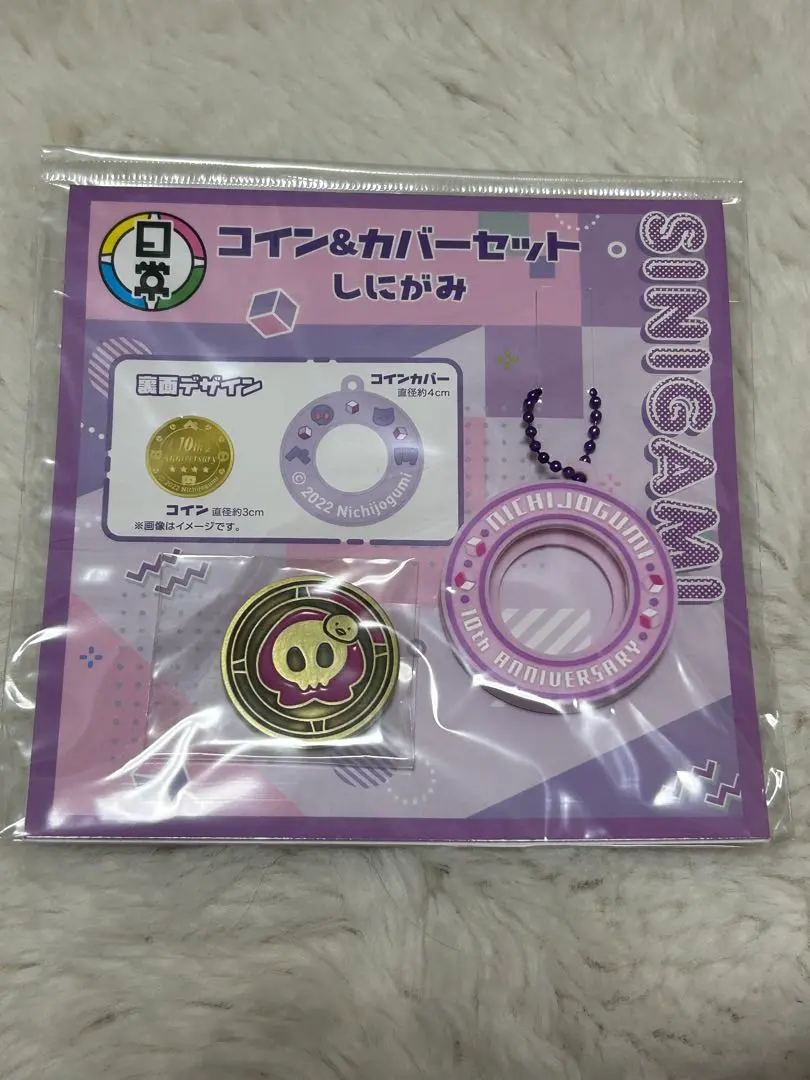 日常
コイン&カバーセット
しにがみ
SINIGAMI
裏面デザイン
コインカバー
直径約4cm
10th
ANNIVERSARY
© 2022 Nichijogumi
© 2022 Nichijogumi
コイン 直径約3cm
※画像はイメージです。
NICHIJOGUMI
10th ANNIVERSARY